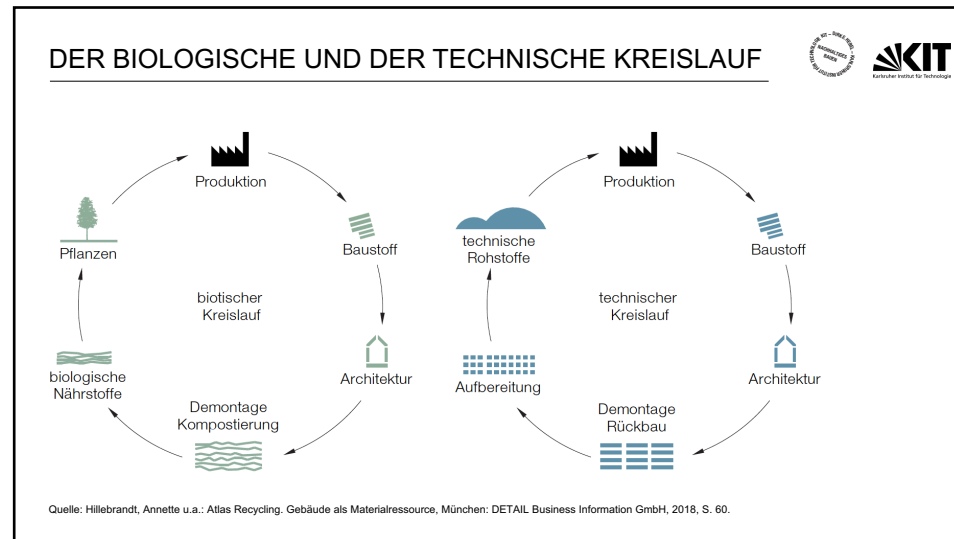 DER BIOLOGISCHE UND DER TECHNISCHE KREISLAUF
NACHHALTIGES
BAUEN
KIT
Karlsruher Institut für Technologie
Produktion
Baustoff
Architektur
Demontage
Kompostierung
biologische
Nährstoffe
Pflanzen
biotischer
Kreislauf
Produktion
Baustoff
Architektur
Demontage
Rückbau
Aufbereitung
technische
Rohstoffe
technischer
Kreislauf
Quelle: Hillebrandt, Annette u.a.: Atlas Recycling. Gebäude als Materialressource, München: DETAIL Business Information GmbH, 2018, S. 60.